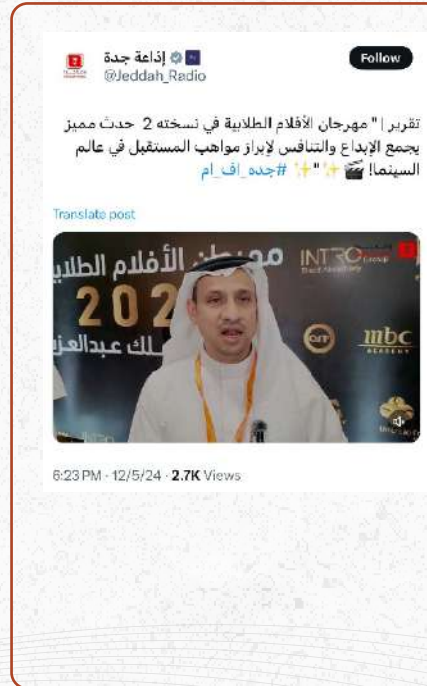 إذاعة جدة
@Jeddah_Radio
Follow
تقرير | " مهرجان الأفلام الطلابية في نسخته 2 حدث مميز
يجمع الإبداع والتنافس لإبراز مواهب المستقبل في عالم
السينما! 🎬 ✨"✨ #جده_اف_ام
Translate post
مهرجان الأفلام الطلابية
INTRO
Group
202
mbc
ACADEMY
6:23 PM · 12/5/24 · 2.7K Views